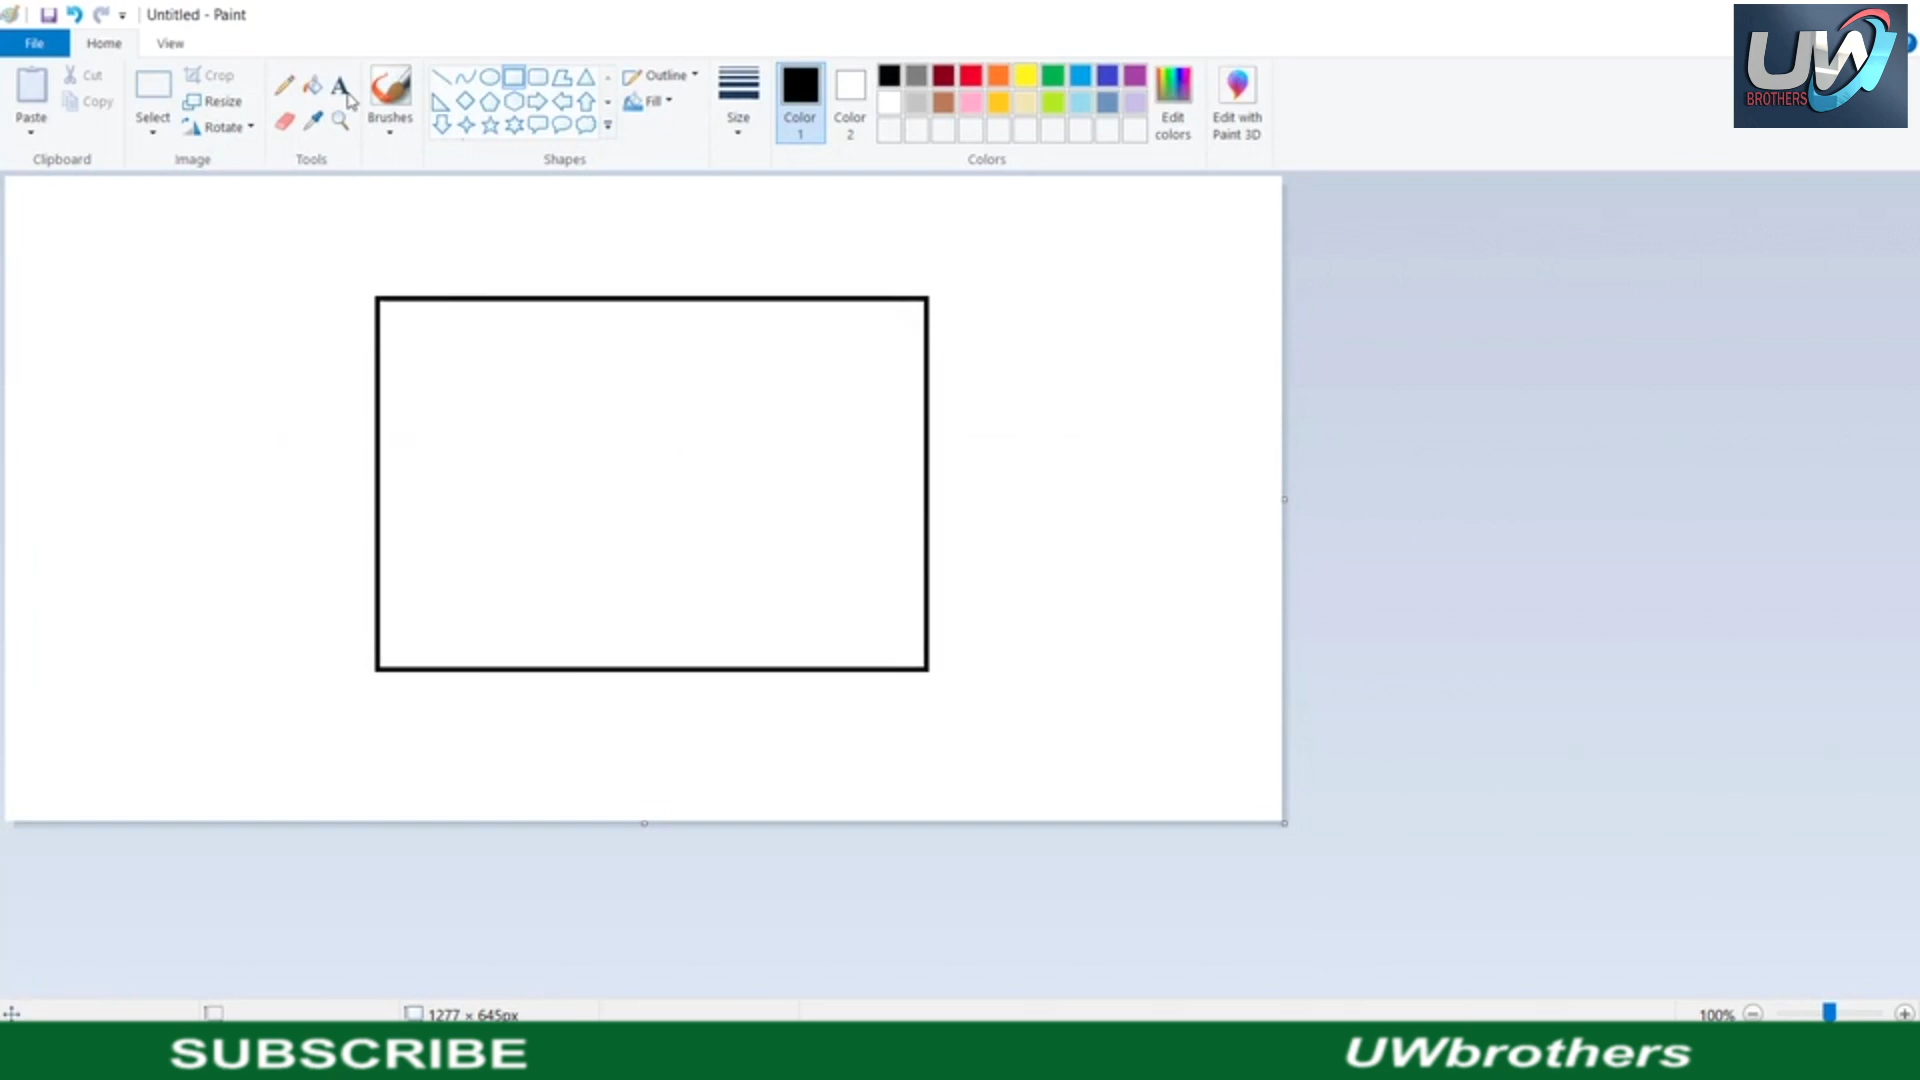 Untitled - Paint
File Home View
Paste
Cut
Copy
Clipboard
Select
Crop
Resize
Rotate
Image
A
Tools
Brushes
Shapes
Outline
Fill
Size
Color
1
Color
2
Colors
Edit
colors
Edit with
Paint 3D
UW
BROTHERS
1277 × 645px
100%
SUBSCRIBE
UWbrothers